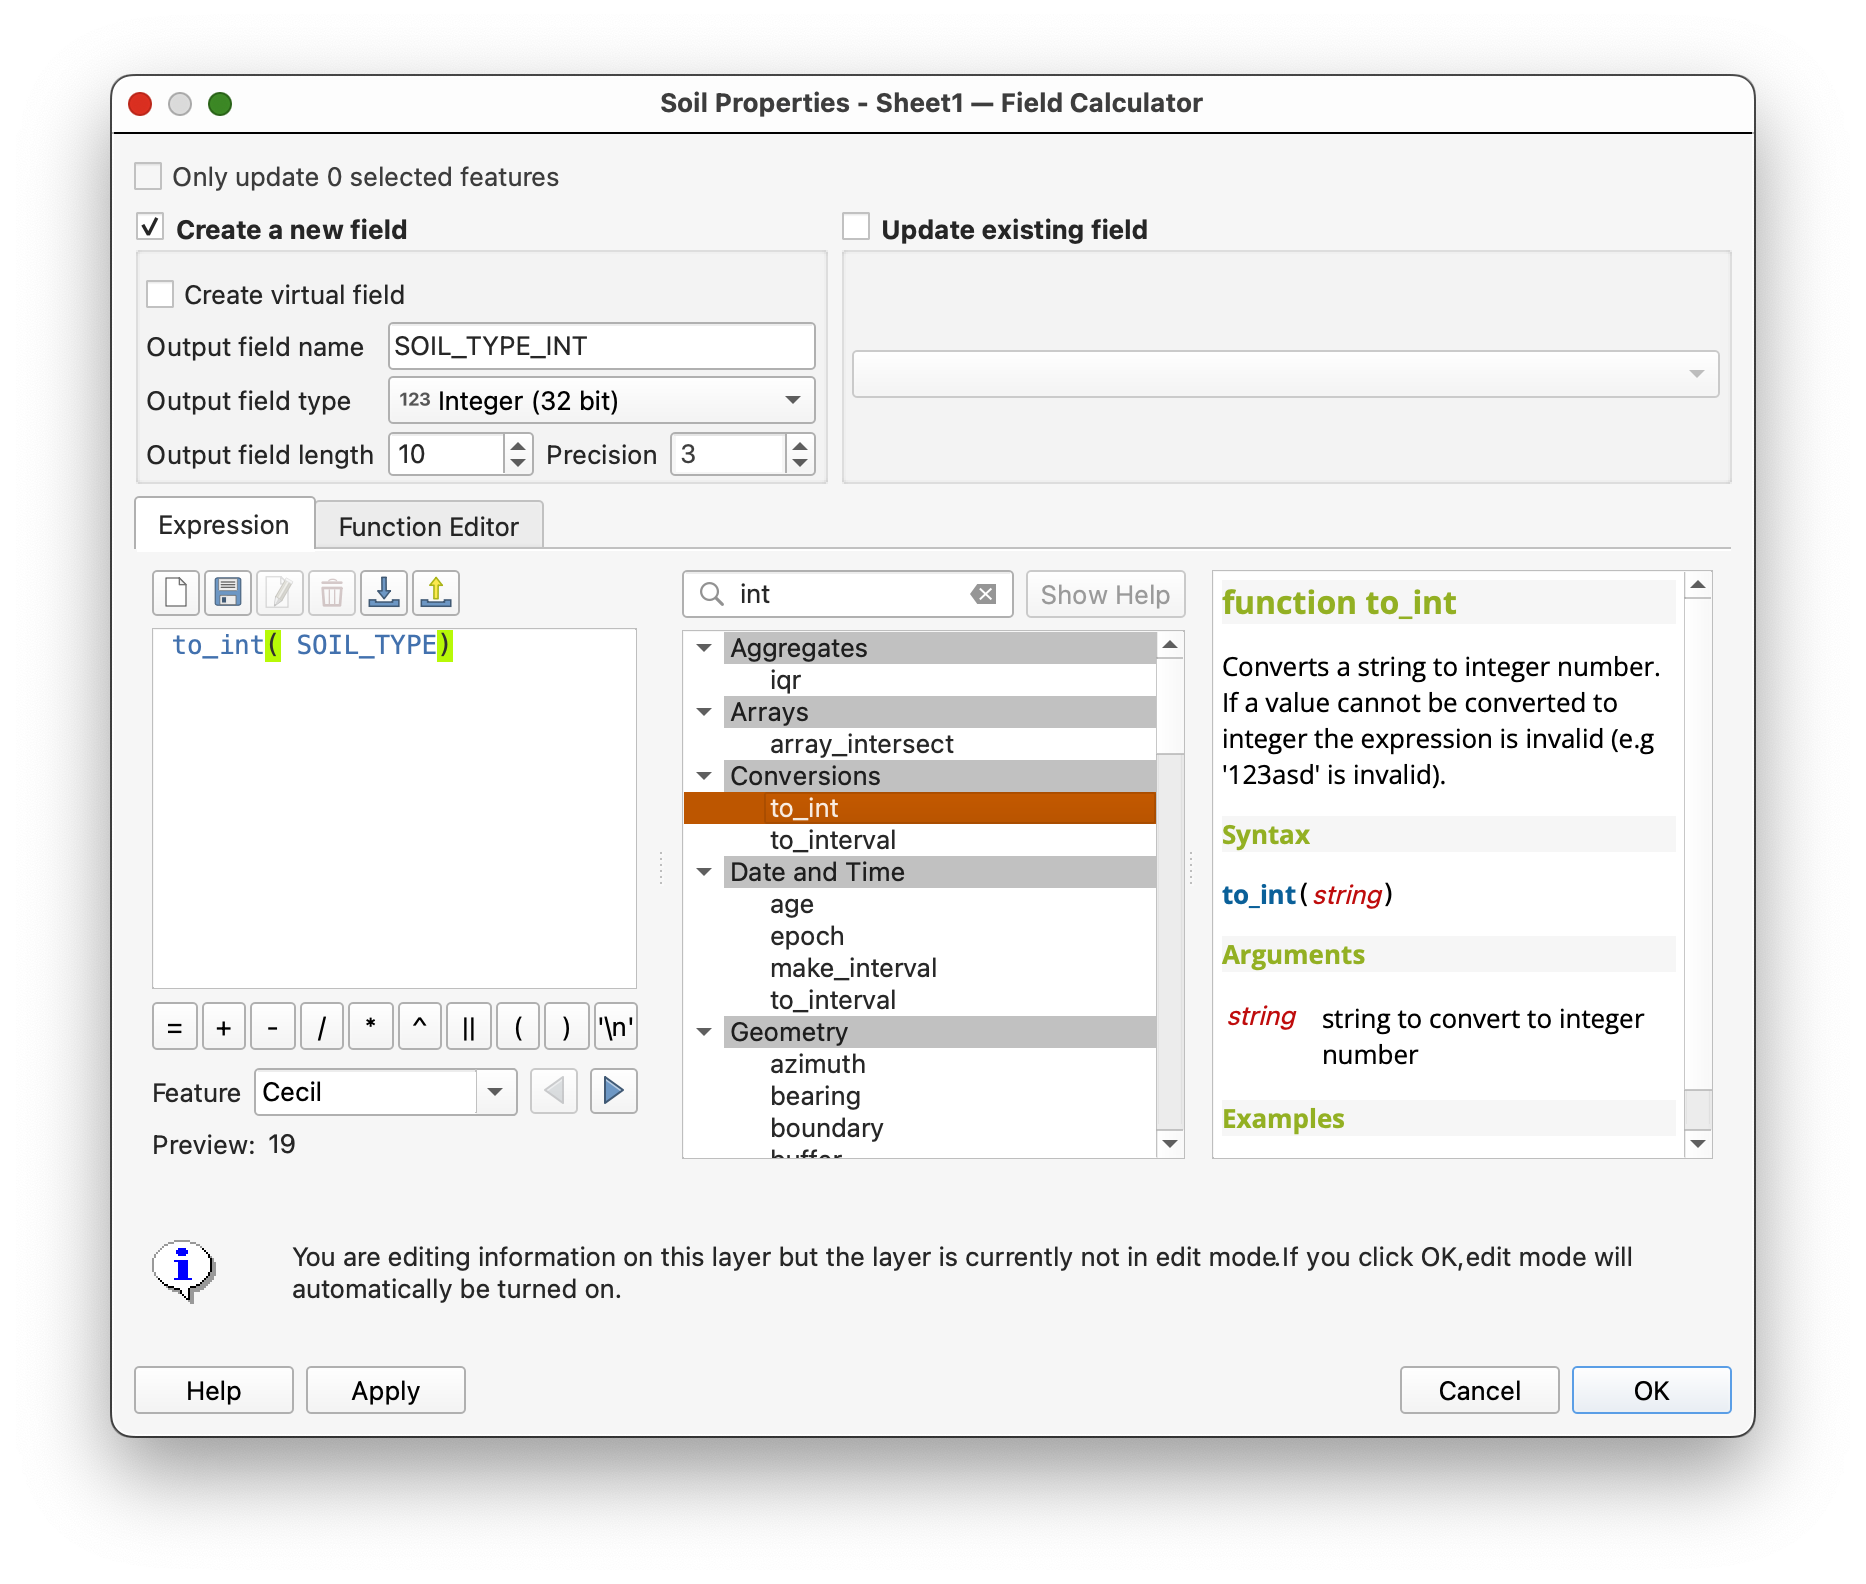 Soil Properties - Sheet1 — Field Calculator
Only update 0 selected features
Create a new field
Update existing field
Create virtual field
Output field name SOIL_TYPE_INT
Output field type 123 Integer (32 bit)
Output field length 10 Precision 3
Expression Function Editor
int Show Help
to_int( SOIL_TYPE)
= + - / * ^ || ( ) '\n'
Feature Cecil
Preview: 19
Aggregates
iqr
Arrays
array_intersect
Conversions
to_int
to_interval
Date and Time
age
epoch
make_interval
to_interval
Geometry
azimuth
bearing
boundary
buffer
function to_int
Converts a string to integer number.
If a value cannot be converted to
integer the expression is invalid (e.g
'123asd' is invalid).
Syntax
to_int(string)
Arguments
string string to convert to integer
number
Examples
You are editing information on this layer but the layer is currently not in edit mode.If you click OK,edit mode will
automatically be turned on.
Help Apply Cancel OK